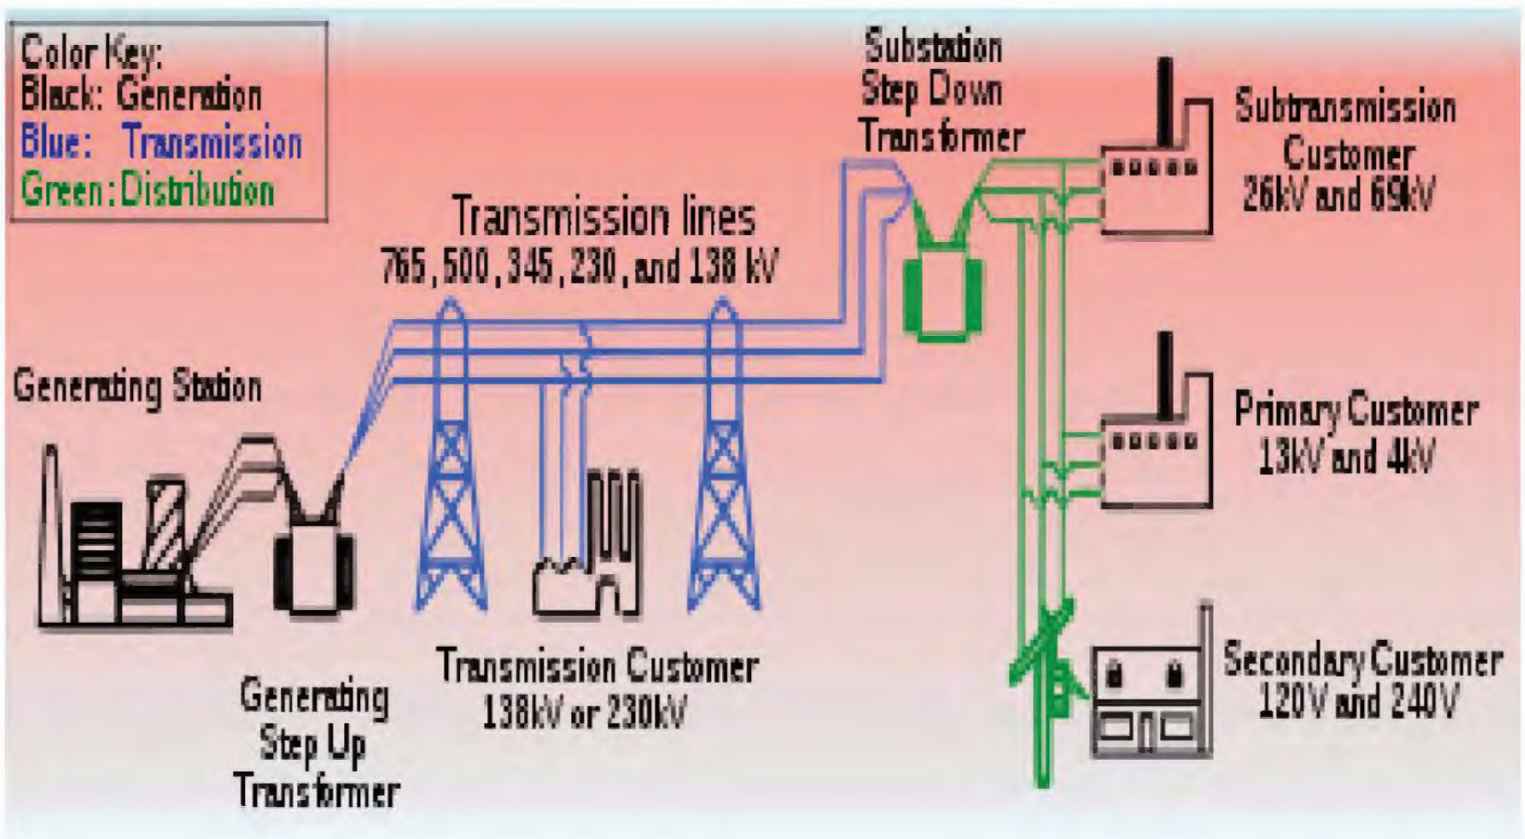 Color Key:
Black: Generation
Blue: Transmission
Green: Distribution
Substation
Step Down
Transformer
Subtransmission
Customer
26kV and 69kV
Transmission lines
765, 500, 345, 230, and 138 kV
Generating Station
Primary Customer
13kV and 4kV
Transmission Customer
138kV or 230kV
Generating
Step Up
Transformer
Secondary Customer
120V and 240V